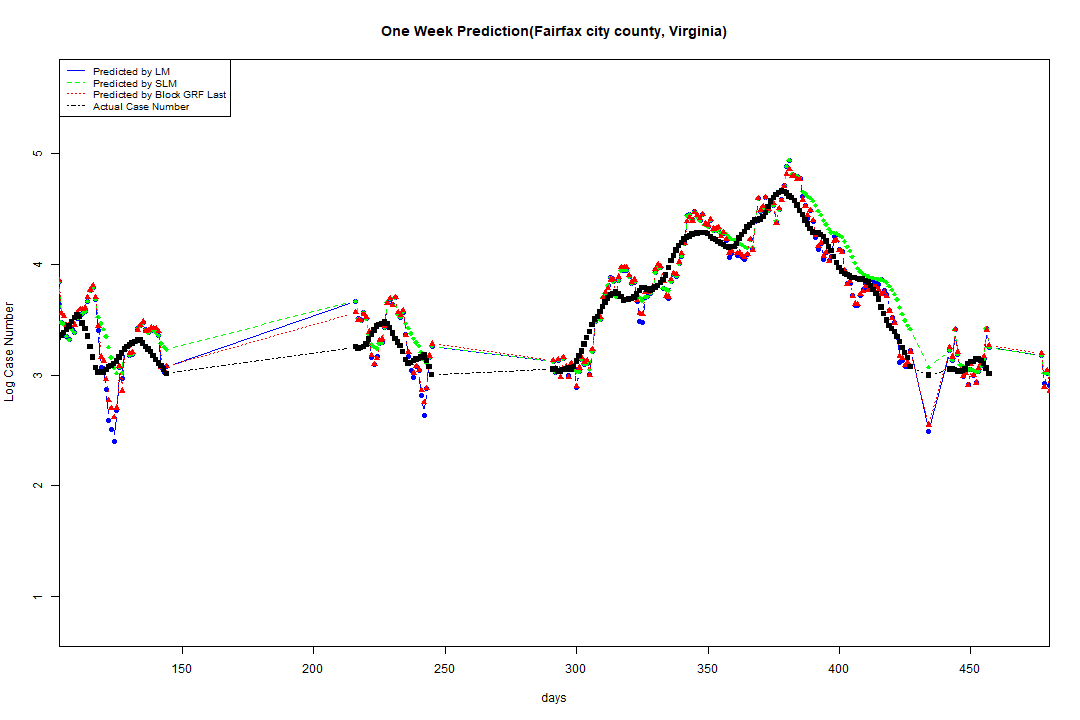 One Week Prediction(Fairfax city county, Virginia)
Predicted by LM
Predicted by SLM
Predicted by Block GRF Last
Actual Case Number
5
4
3
2
1
Log Case Number
150 200 250 300 350 400 450
days